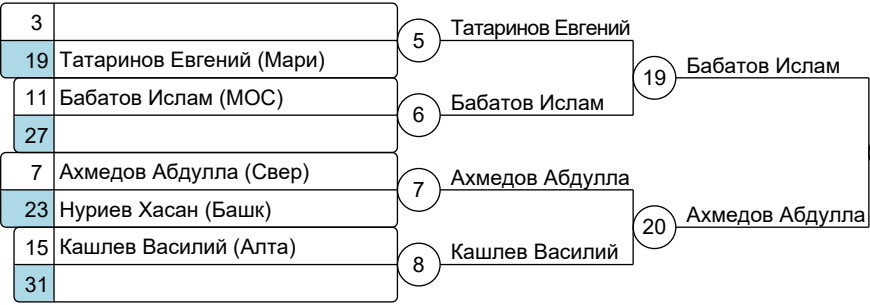 3
19 Татаринов Евгений (Мари)
11 Бабатов Ислам (МОС)
27
7 Ахмедов Абдулла (Свер)
23 Нуриев Хасан (Башк)
15 Кашлев Василий (Алта)
31
5 Татаринов Евгений
6 Бабатов Ислам
7 Ахмедов Абдулла
8 Кашлев Василий
19 Бабатов Ислам
20 Ахмедов Абдулла